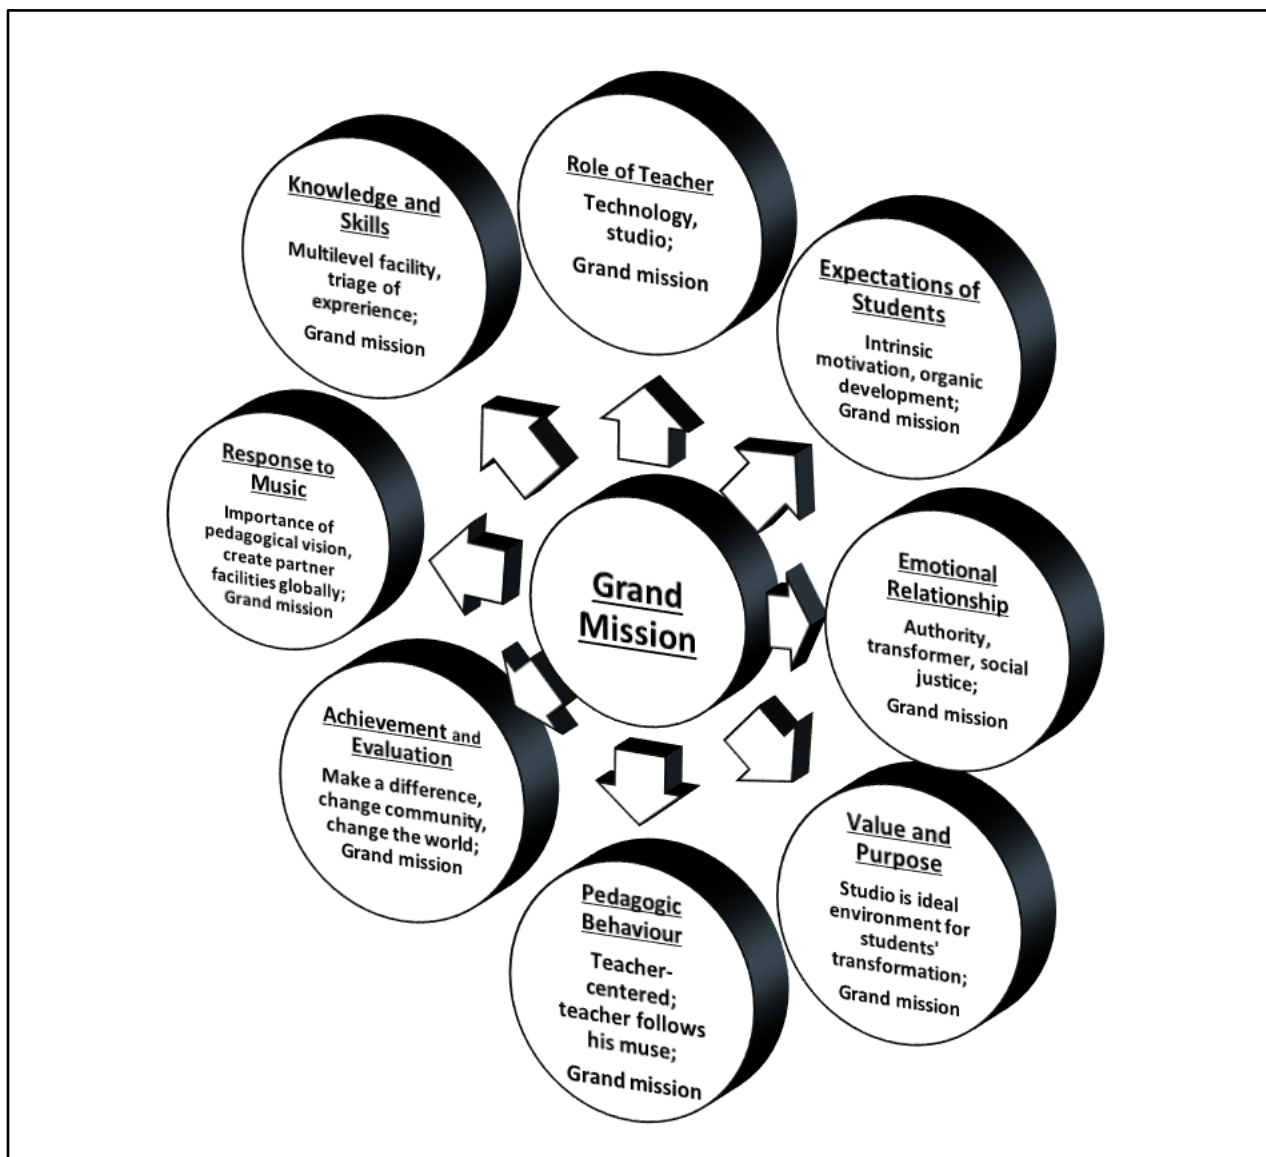 Role of Teacher
Technology,
studio;
Grand mission
Expectations of
Students
Intrinsic
motivation, organic
development;
Grand mission
Emotional
Relationship
Authority,
transformer, social
justice;
Grand mission
Value and
Purpose
Studio is ideal
environment for
students'
transformation;
Grand mission
Pedagogic
Behaviour
Teacher-
centered;
teacher follows
his muse;
Grand mission
Achievement and
Evaluation
Make a difference,
change community,
change the world;
Grand mission
Response to
Music
Importance of
pedagogical vision,
create partner
facilities globally;
Grand mission
Knowledge and
Skills
Multilevel facility,
triage of
exprerience;
Grand mission
Grand
Mission